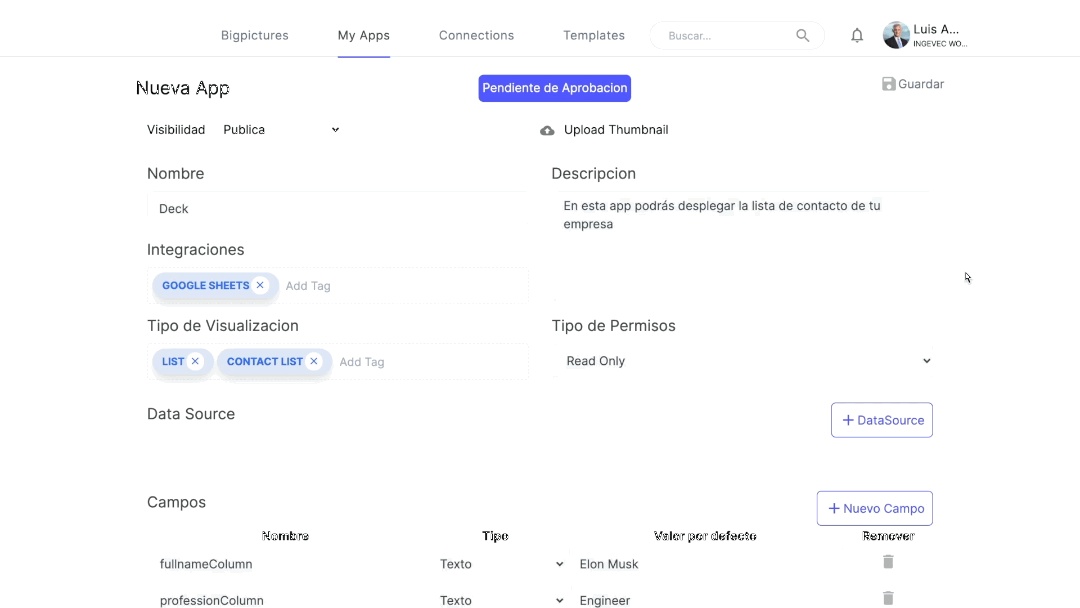 Bigpictures My Apps Connections Templates Buscar... Luis A...
INGEVEC WO...
Nueva App Pendiente de Aprobacion Guardar
Visibilidad Publica Upload Thumbnail
Nombre Descripcion
Deck En esta app podrás desplegar la lista de contacto de tu
empresa
Integraciones
GOOGLE SHEETS × Add Tag
Tipo de Visualizacion Tipo de Permisos
LIST × CONTACT LIST × Add Tag Read Only
Data Source + DataSource
Campos + Nuevo Campo
Nombre Tipo Valor por defecto Remover
fullnameColumn Texto Elon Musk
professionColumn Texto Engineer